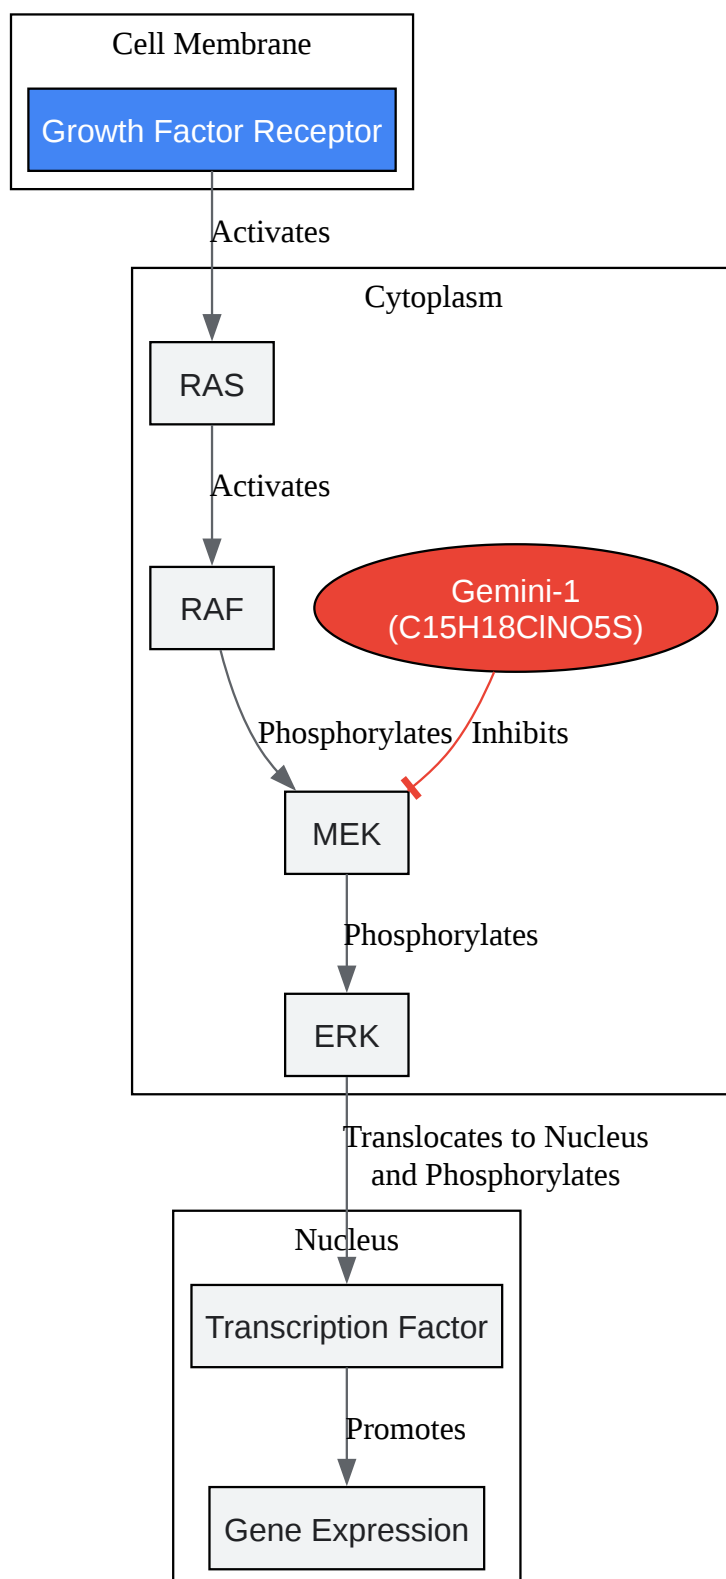 Cell Membrane
Growth Factor Receptor
Activates
Cytoplasm
RAS
Activates
RAF
Gemini-1
(C15H18ClNO5S)
Phosphorylates
Inhibits
MEK
Phosphorylates
ERK
Translocates to Nucleus
and Phosphorylates
Nucleus
Transcription Factor
Promotes
Gene Expression